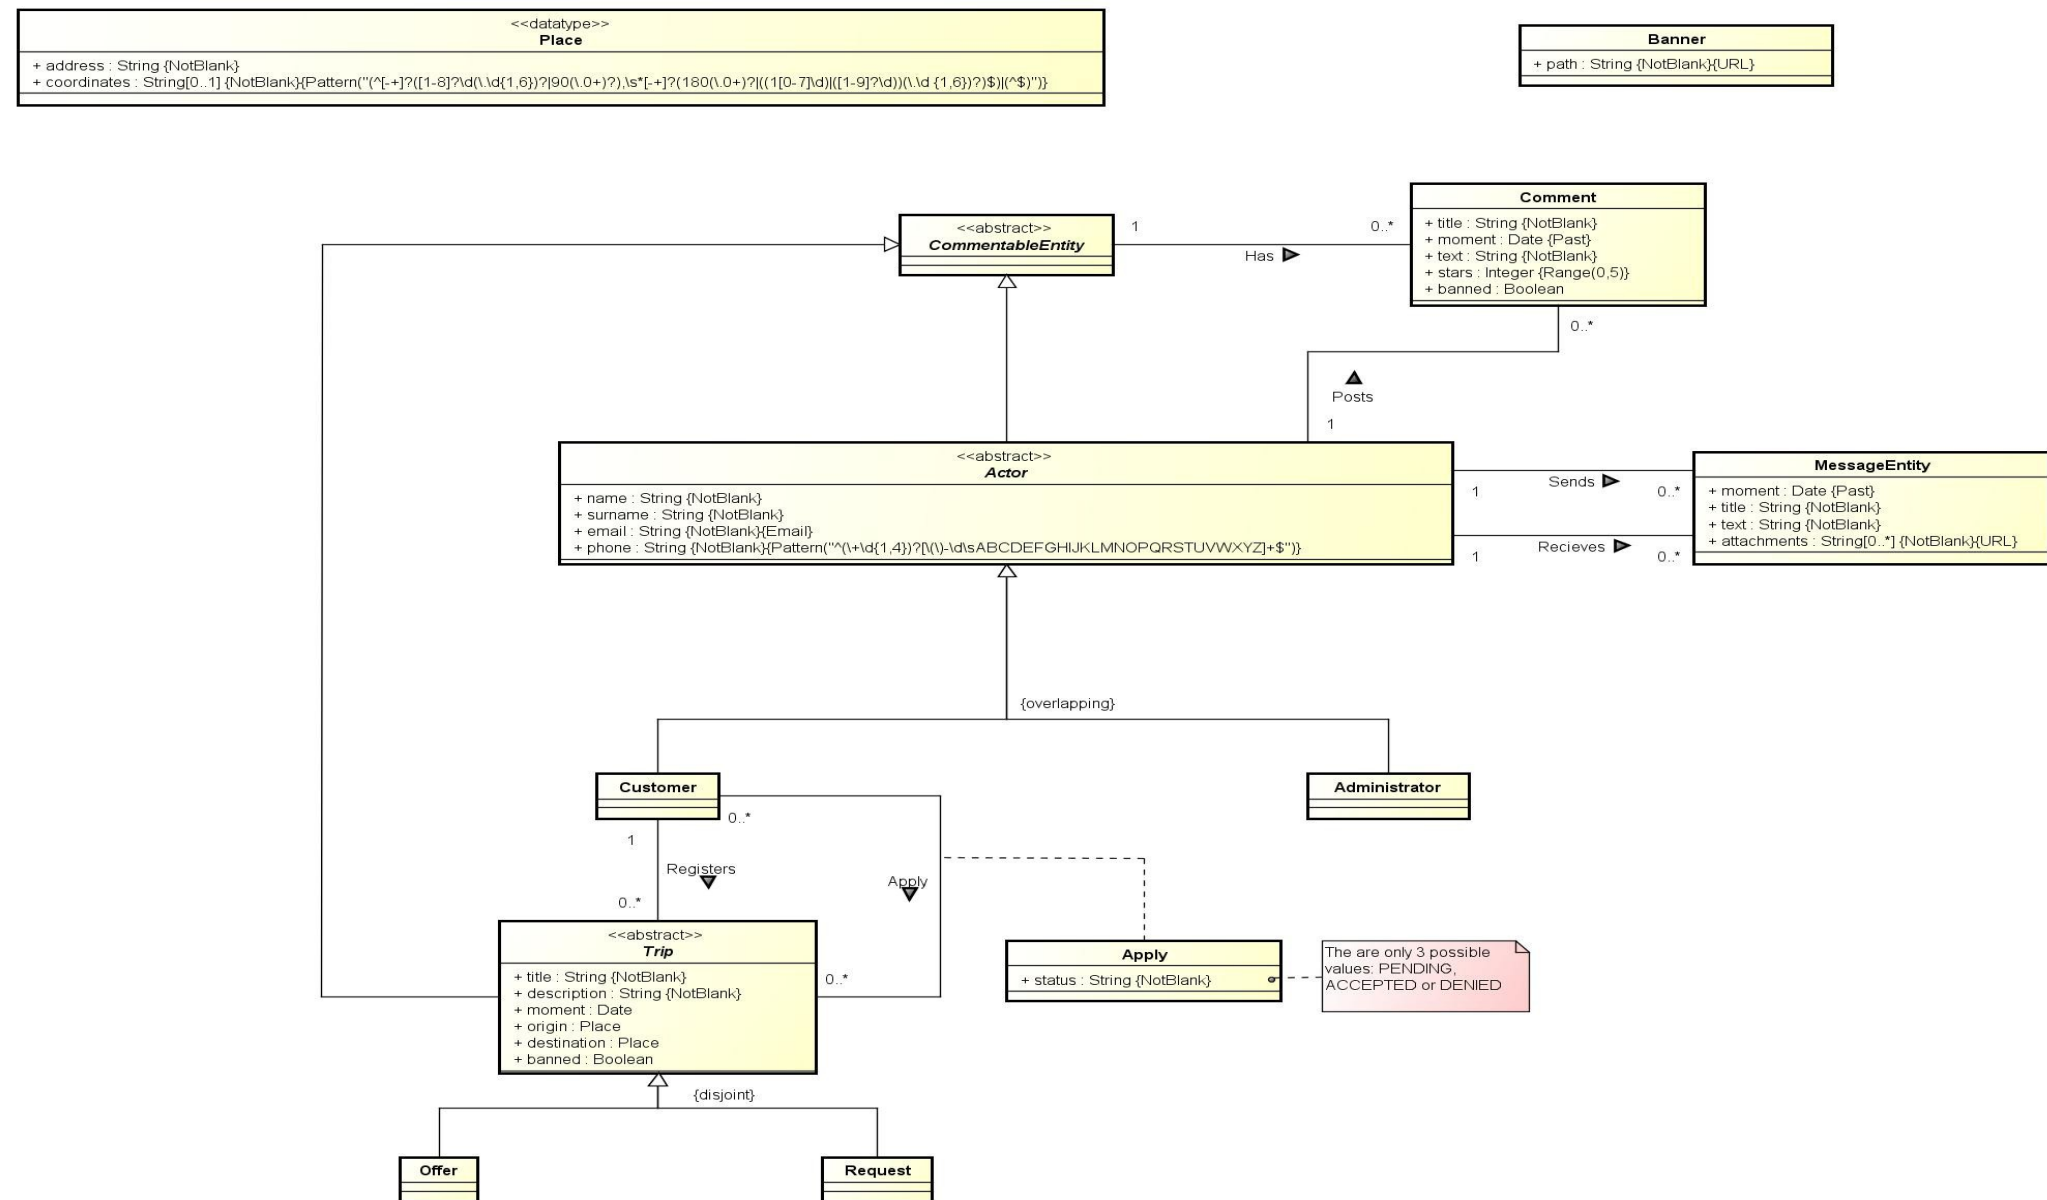 <<datatype>>
Place
+ address : String {NotBlank}
+ coordinates : String[0..1] {NotBlank}{Pattern("(^[-+]?([1-8]?\d(\.\d{1,6})?|90(\.0+)?),\s*[-+]?(180(\.0+)?|((1[0-7]\d)|([1-9]?\d))(\.\d {1,6})?)$)|(^$)")}
Banner
+ path : String {NotBlank}{URL}
<<abstract>>
CommentableEntity
1
0..*
Has
Comment
+ title : String {NotBlank}
+ moment : Date {Past}
+ text : String {NotBlank}
+ stars : Integer {Range(0,5)}
+ banned : Boolean
0..*
Posts
1
<<abstract>>
Actor
+ name : String {NotBlank}
+ surname : String {NotBlank}
+ email : String {NotBlank}{Email}
+ phone : String {NotBlank}{Pattern("^(\+\d{1,4})?[\(\)-\d\sABCDEFGHIJKLMNOPQRSTUVWXYZ]+$")}
Sends
1
0..*
Recieves
1
0..*
MessageEntity
+ moment : Date {Past}
+ title : String {NotBlank}
+ text : String {NotBlank}
+ attachments : String[0..*] {NotBlank}{URL}
{overlapping}
Customer
Administrator
0..*
1
Registers
Apply
0..*
<<abstract>>
Trip
+ title : String {NotBlank}
+ description : String {NotBlank}
+ moment : Date
+ origin : Place
+ destination : Place
+ banned : Boolean
0..*
Apply
+ status : String {NotBlank}
The are only 3 possible
values: PENDING,
ACCEPTED or DENIED
{disjoint}
Offer
Request